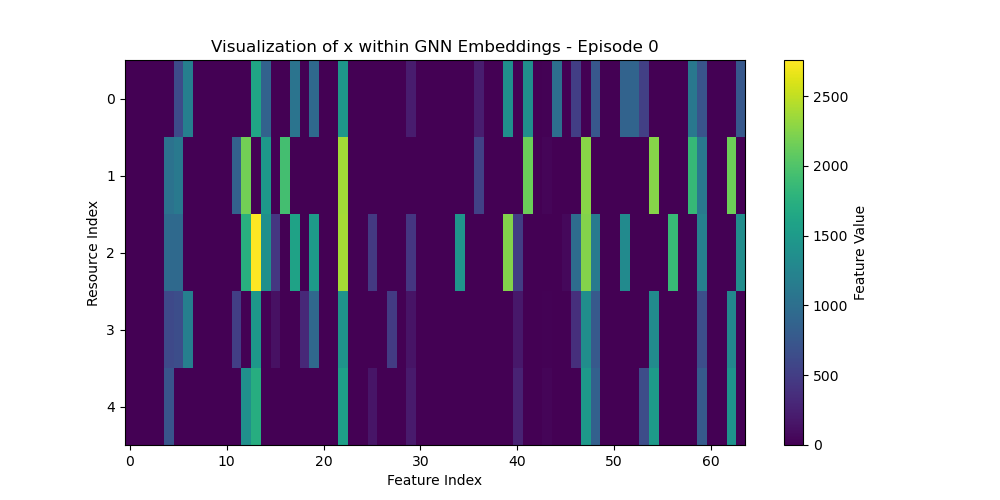 Visualization of x within GNN Embeddings - Episode 0
Resource Index
0
1
2
3
4
0 10 20 30 40 50 60
Feature Index
2500
2000
1500
1000
500
0
Feature Value